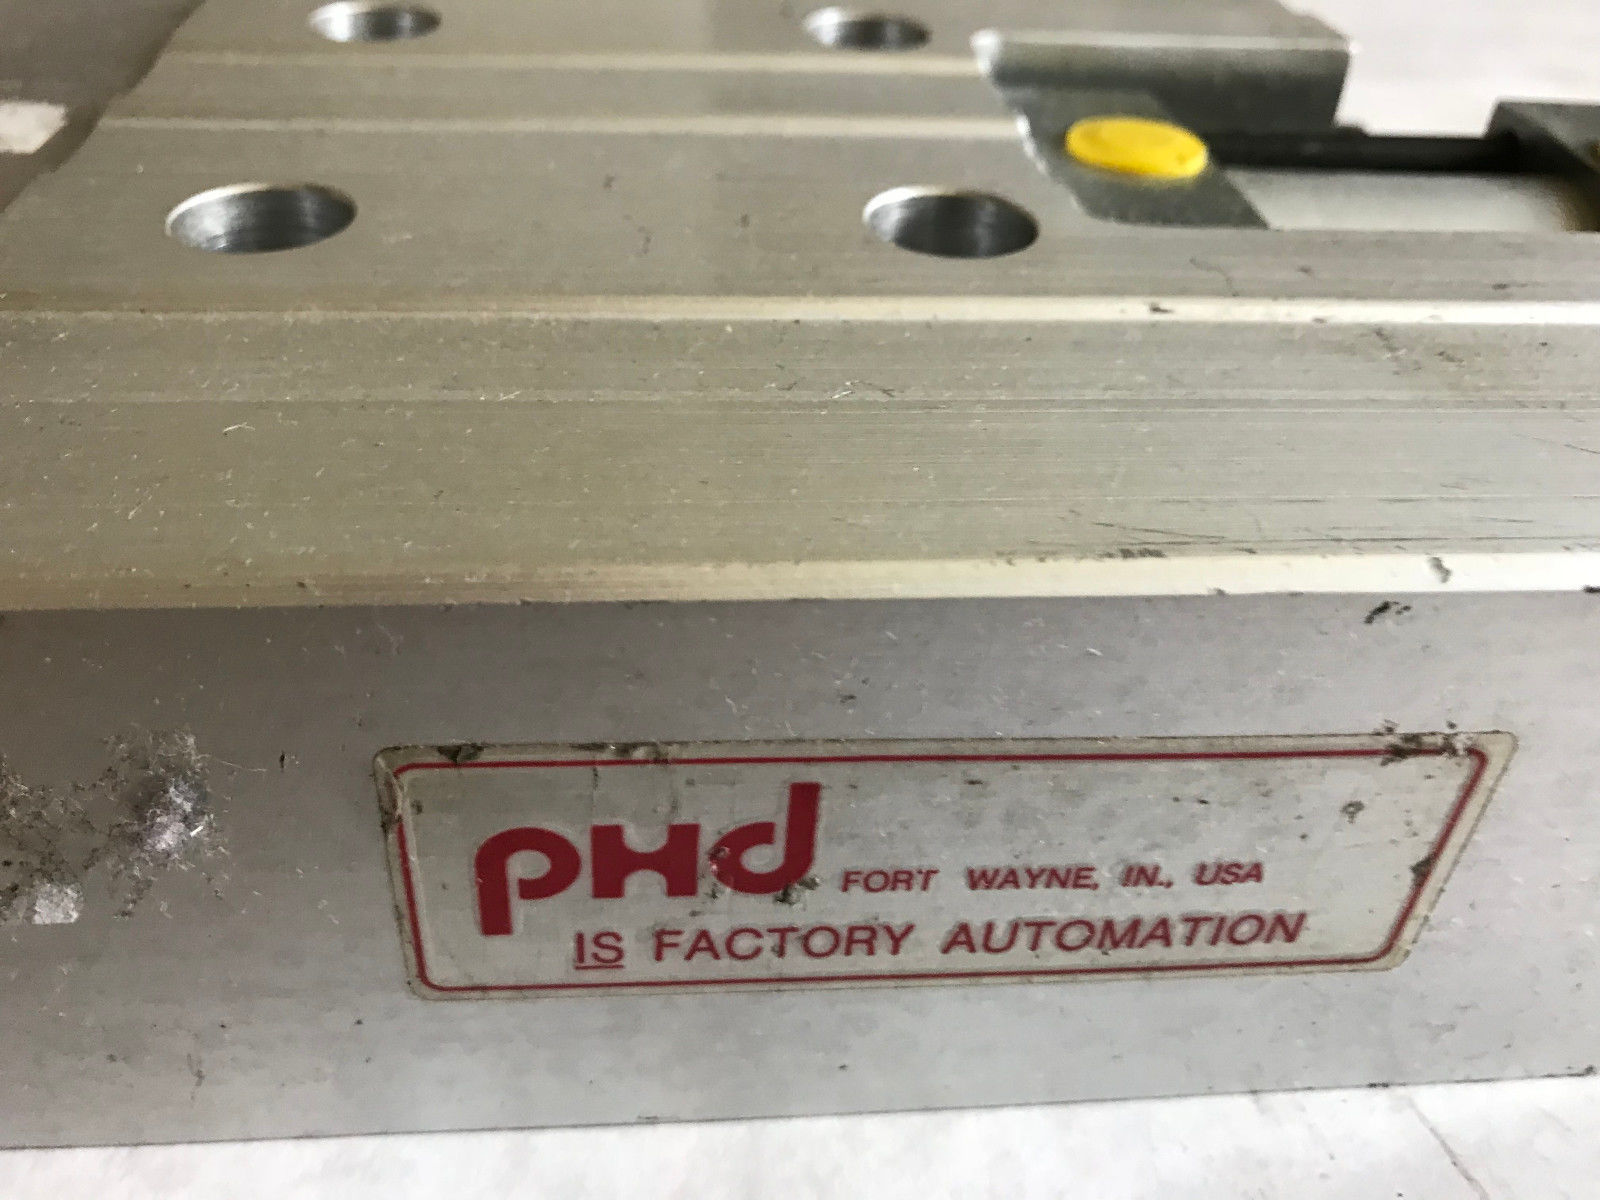 PHd FORT WAYNE, IN., USA
IS FACTORY AUTOMATION